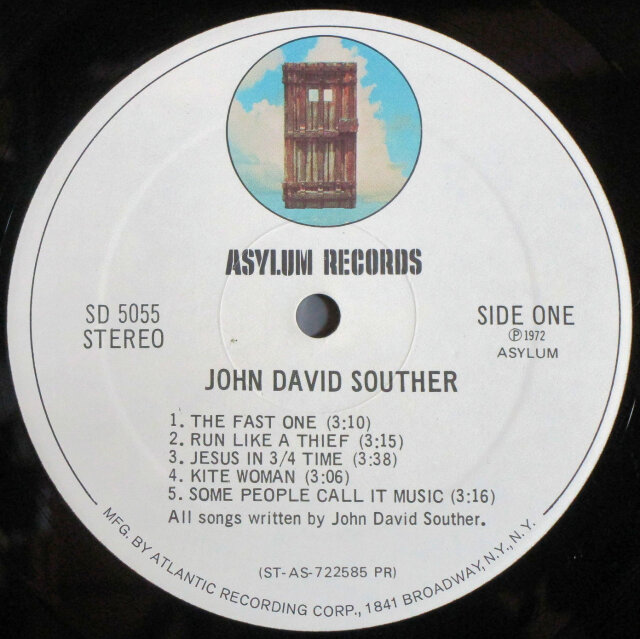 ASYLUM RECORDS
SD 5055
STEREO
SIDE ONE
Ⓟ1972
ASYLUM
JOHN DAVID SOUTHER
1. THE FAST ONE (3:10)
2. RUN LIKE A THIEF (3:15)
3. JESUS IN 3/4 TIME (3:38)
4. KITE WOMAN (3:06)
5. SOME PEOPLE CALL IT MUSIC (3:16)
All songs written by John David Souther.
(ST-AS-722585 PR)
MFG. BY ATLANTIC RECORDING CORP., 1841 BROADWAY, N.Y., N.Y.